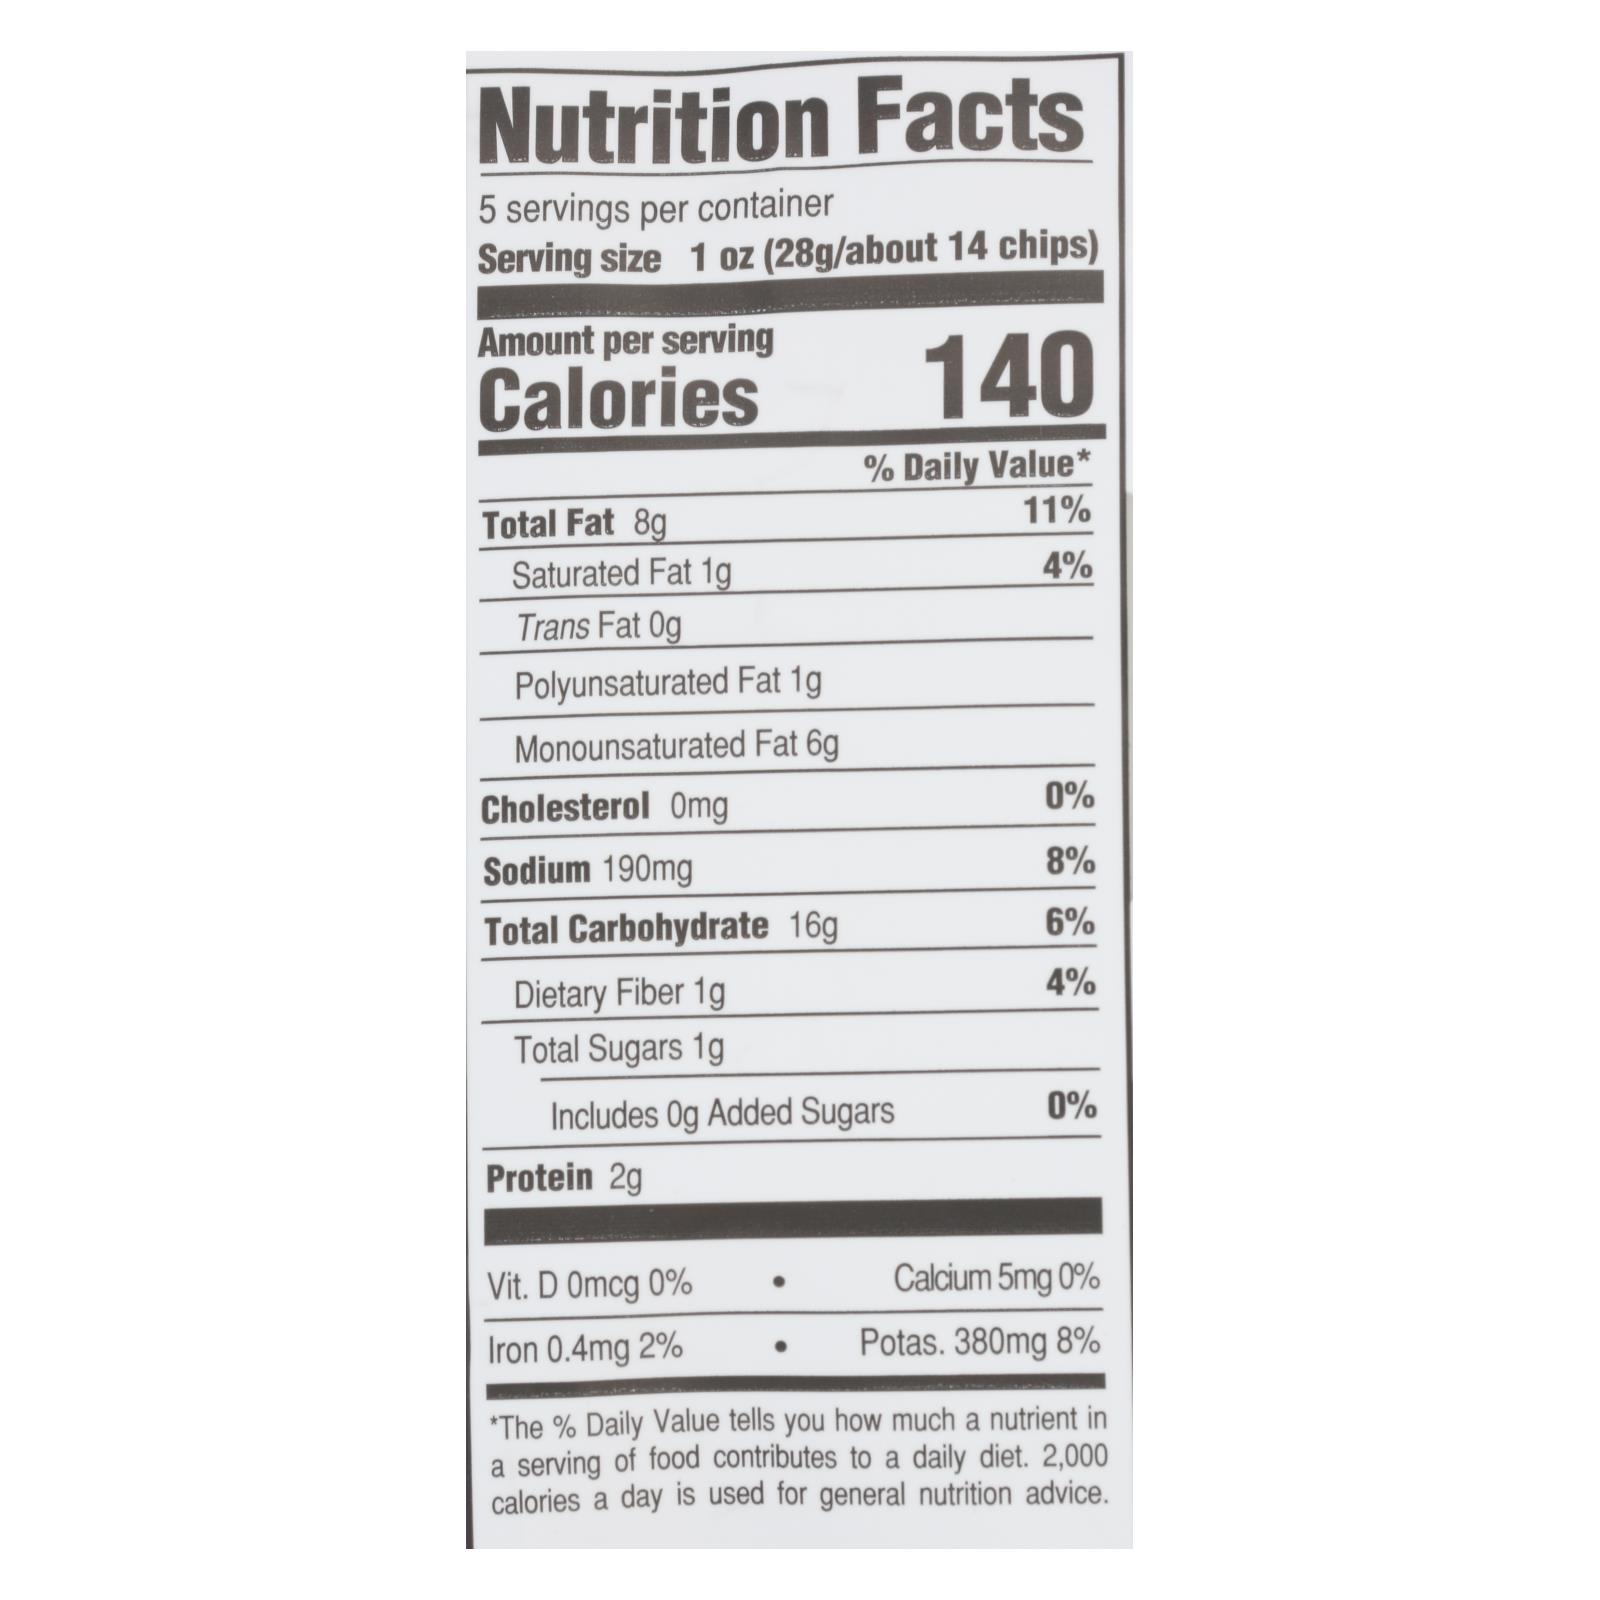 Nutrition Facts
5 servings per container
Serving size 1 oz (28g/about 14 chips)
Amount per serving
Calories 140
% Daily Value*
Total Fat 8g 11%
Saturated Fat 1g 4%
Trans Fat 0g
Polyunsaturated Fat 1g
Monounsaturated Fat 6g
Cholesterol 0mg 0%
Sodium 190mg 8%
Total Carbohydrate 16g 6%
Dietary Fiber 1g 4%
Total Sugars 1g
Includes 0g Added Sugars 0%
Protein 2g
Vit. D 0mcg 0% • Calcium 5mg 0%
Iron 0.4mg 2% • Potas. 380mg 8%
*The % Daily Value tells you how much a nutrient in
a serving of food contributes to a daily diet. 2,000
calories a day is used for general nutrition advice.